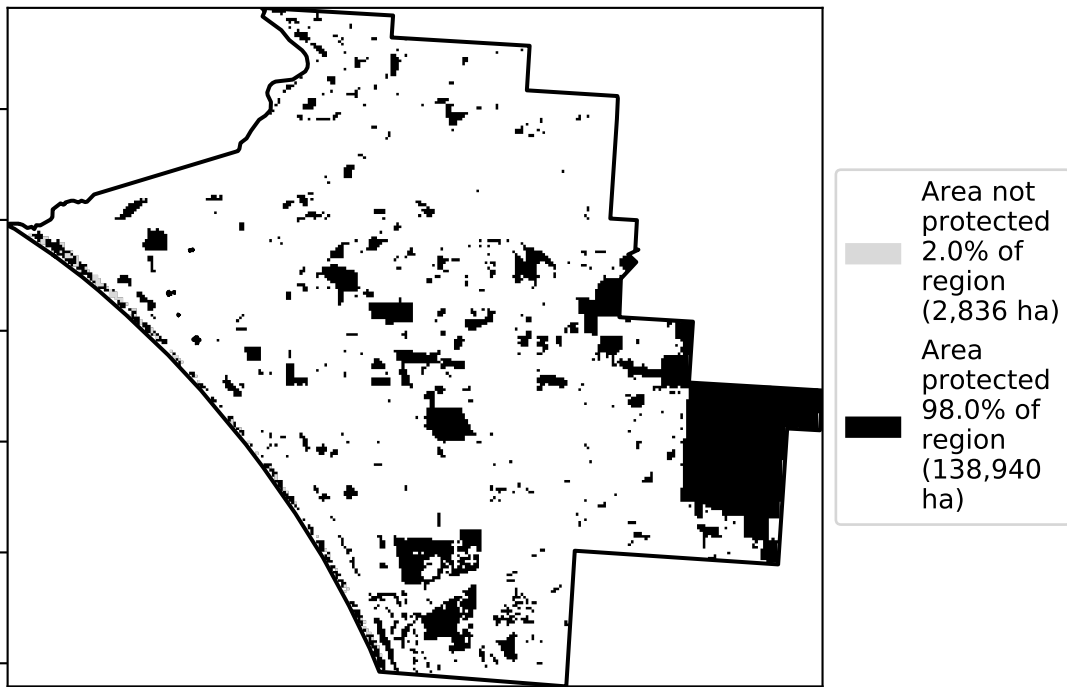 Area not
protected
2.0% of
region
(2,836 ha)
Area
protected
98.0% of
region
(138,940
ha)